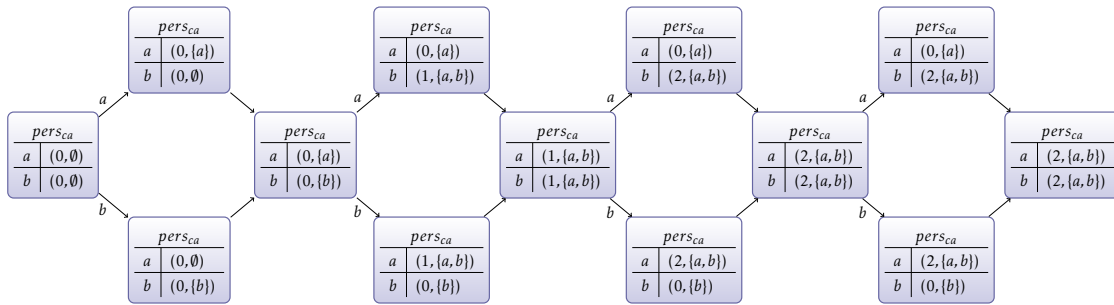 pers_ca
a (0,{a})
b (0,∅)
pers_ca
a (0,{a})
b (1,{a,b})
pers_ca
a (0,{a})
b (2,{a,b})
pers_ca
a (0,{a})
b (2,{a,b})
a
a
a
a
pers_ca
a (0,∅)
b (0,∅)
pers_ca
a (0,{a})
b (0,{b})
pers_ca
a (1,{a,b})
b (1,{a,b})
pers_ca
a (2,{a,b})
b (2,{a,b})
pers_ca
a (2,{a,b})
b (2,{a,b})
b
b
b
b
pers_ca
a (0,∅)
b (0,{b})
pers_ca
a (1,{a,b})
b (0,{b})
pers_ca
a (2,{a,b})
b (0,{b})
pers_ca
a (2,{a,b})
b (0,{b})